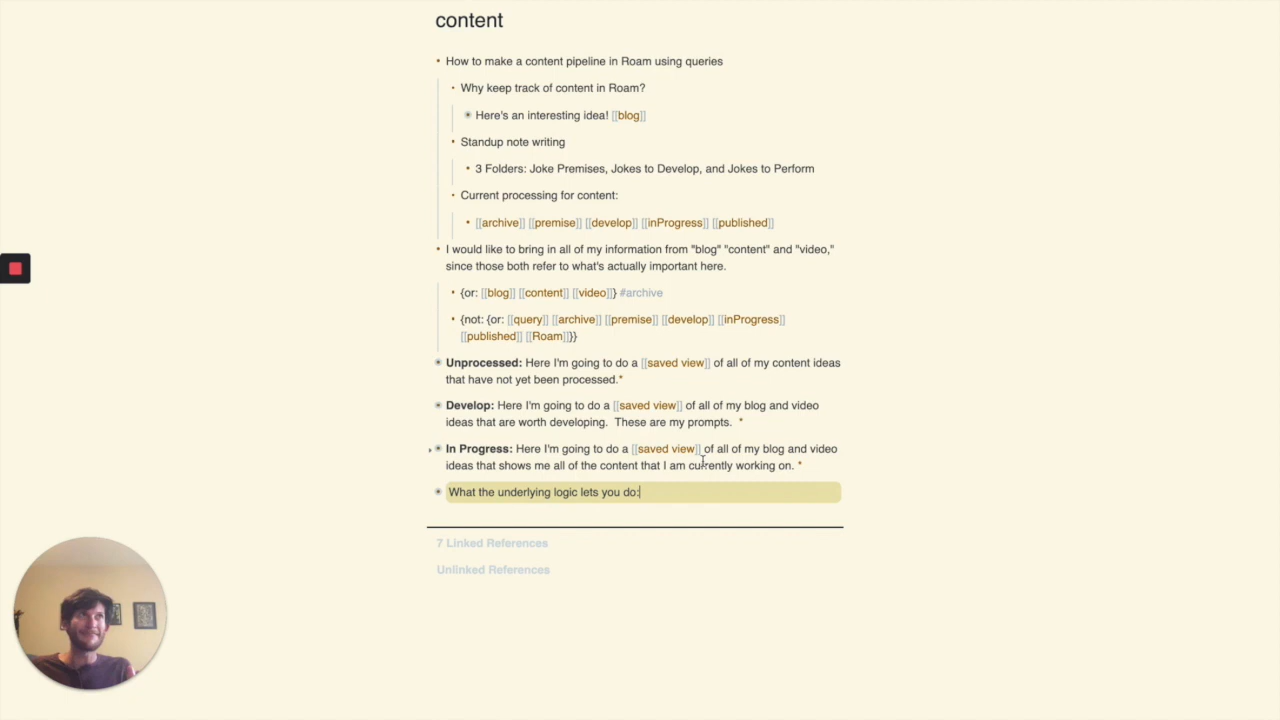 content
How to make a content pipeline in Roam using queries
Why keep track of content in Roam?
Here's an interesting idea! [[blog]]
Standup note writing
3 Folders: Joke Premises, Jokes to Develop, and Jokes to Perform
Current processing for content:
[[archive]] [[premise]] [[develop]] [[inProgress]] [[published]]
I would like to bring in all of my information from "blog" "content" and "video,"
since those both refer to what's actually important here.
{or: [[blog]] [[content]] [[video]]} #archive
{not: {or: [[query]] [[archive]] [[premise]] [[develop]] [[inProgress]]
[[published]] [[Roam]]}}
Unprocessed: Here I'm going to do a [[saved view]] of all of my content ideas
that have not yet been processed.*
Develop: Here I'm going to do a [[saved view]] of all of my blog and video
ideas that are worth developing.  These are my prompts.  *
In Progress: Here I'm going to do a [[saved view]] of all of my blog and video
ideas that shows me all of the content that I am currently working on. *
What the underlying logic lets you do:
7 Linked References
Unlinked References